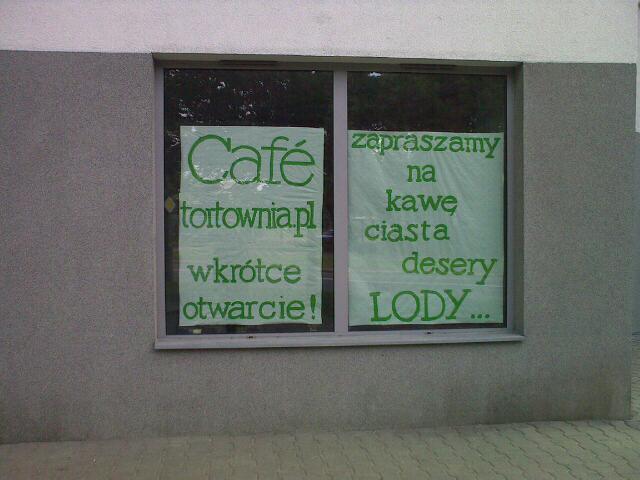 Café
tortownia.pl
wkrótce
otwarcie!
zapraszamy
na
kawę
ciasta
desery
LODY...